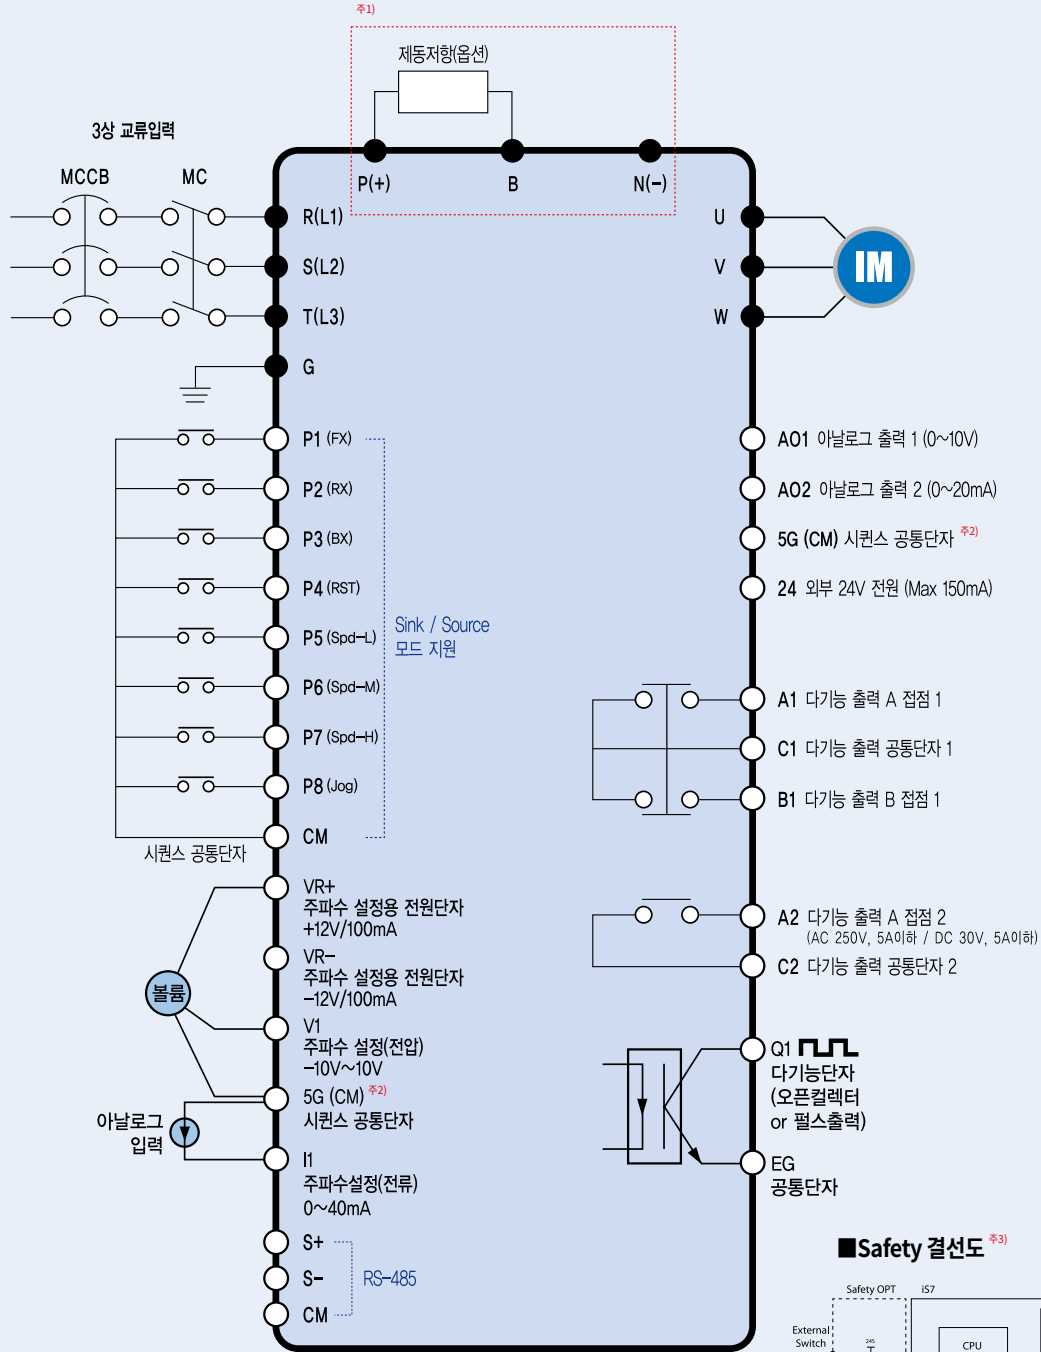 주1)
제동저항(옵션)
3상 교류입력
MCCB
MC
P(+)
B
N(-)
R(L1)
S(L2)
T(L3)
G
U
V
W
IM
P1 (FX)
P2 (RX)
P3 (BX)
P4 (RST)
P5 (Spd-L)
P6 (Spd-M)
P7 (Spd-H)
P8 (Jog)
CM
Sink / Source
모드 지원
시퀀스 공통단자
VR+
주파수 설정용 전원단자
+12V/100mA
VR-
주파수 설정용 전원단자
-12V/100mA
볼륨
V1
주파수 설정(전압)
-10V~10V
5G (CM) 주2)
시퀀스 공통단자
아날로그
입력
I1
주파수설정(전류)
0~40mA
S+
S-
CM
RS-485
AO1 아날로그 출력 1 (0~10V)
AO2 아날로그 출력 2 (0~20mA)
5G (CM) 시퀀스 공통단자 주2)
24 외부 24V 전원 (Max 150mA)
A1 다기능 출력 A 접점 1
C1 다기능 출력 공통단자 1
B1 다기능 출력 B 접점 1
A2 다기능 출력 A 접점 2
(AC 250V, 5A이하 / DC 30V, 5A이하)
C2 다기능 출력 공통단자 2
Q1
다기능단자
(오픈컬렉터
or 펄스출력)
EG
공통단자
■Safety 결선도 주3)
Safety OPT
iS7
External
Switch
24S
CPU